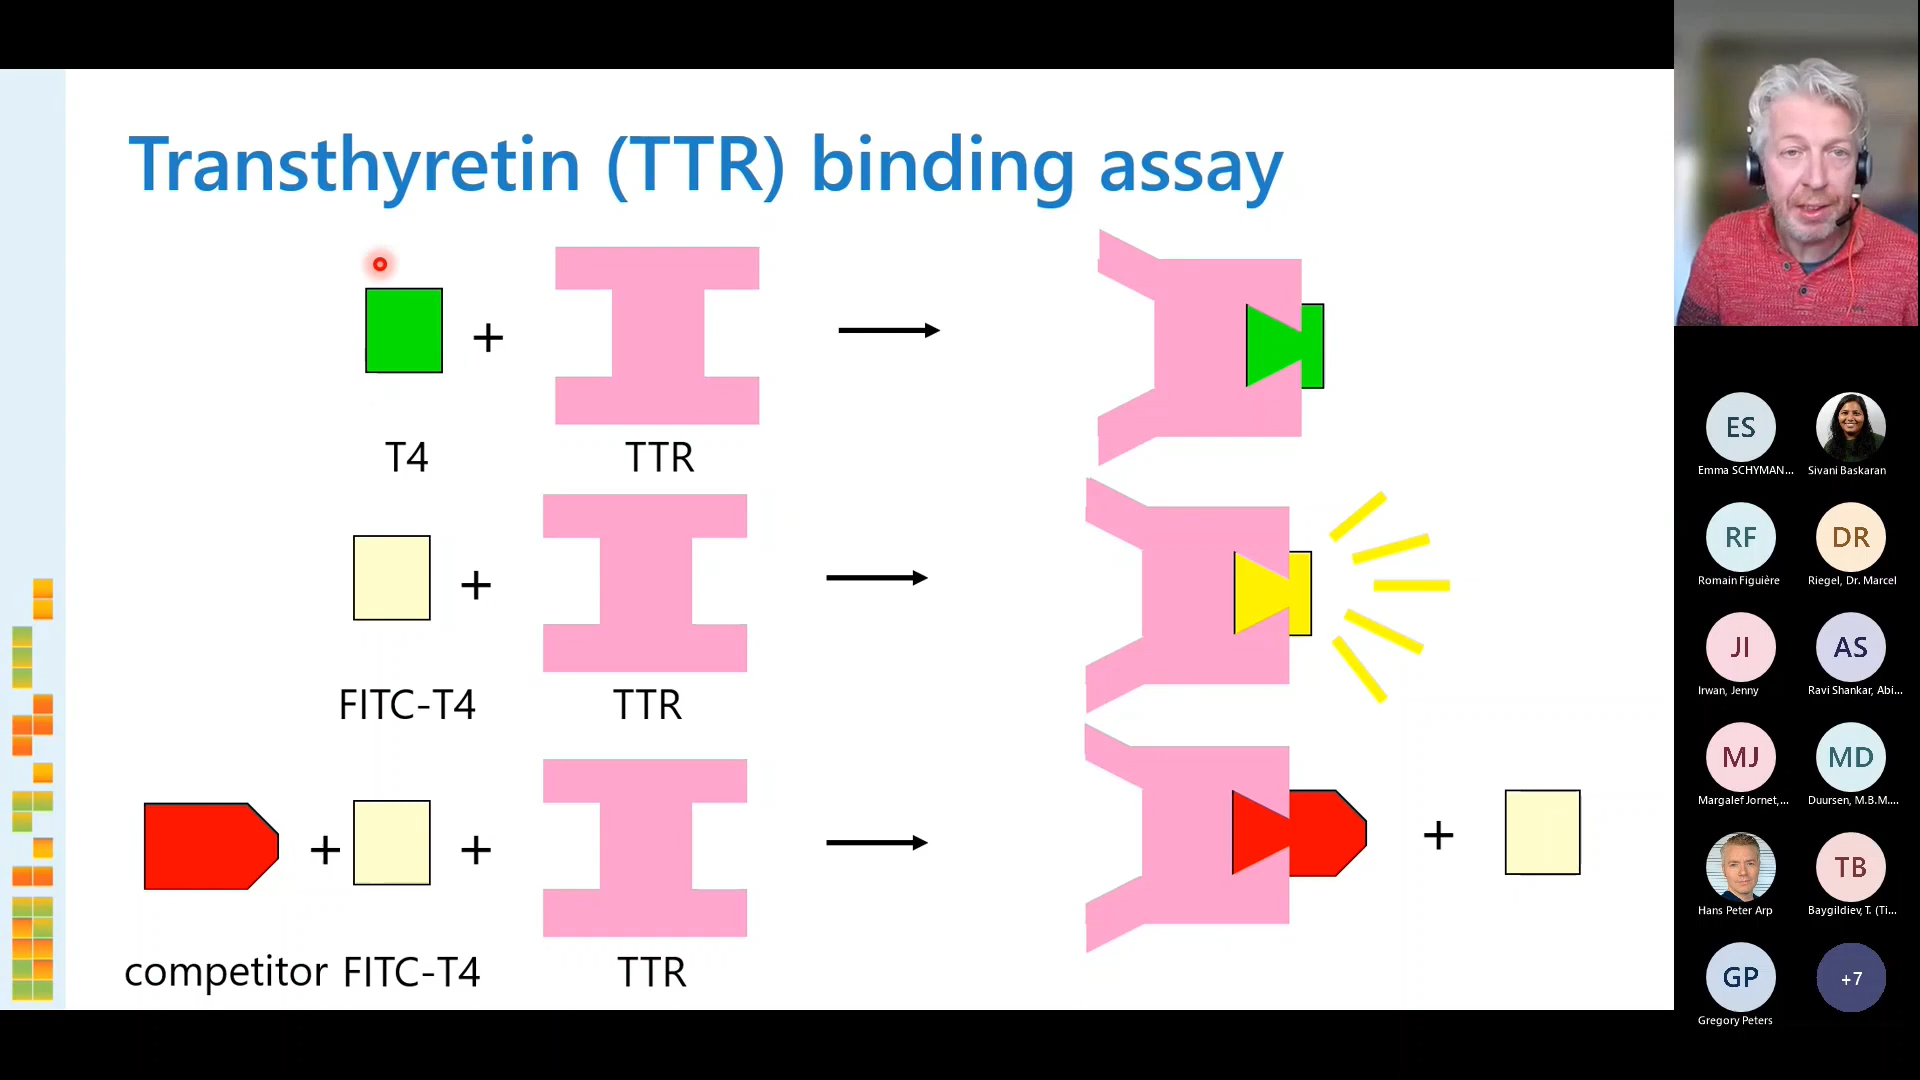 Transthyretin (TTR) binding assay
+
T4
TTR
+
FITC-T4
TTR
+
+
+
competitor
FITC-T4
TTR
ES
Emma SCHYMAN...
Sivani Baskaran
RF
Romain Figuière
DR
Riegel, Dr. Marcel
JI
Irwan, Jenny
AS
Ravi Shankar, Abi...
MJ
Margalef Jornet,...
MD
Duursen, M.B.M....
Hans Peter Arp
TB
Baygildiev, T. (Ti...
GP
Gregory Peters
+7